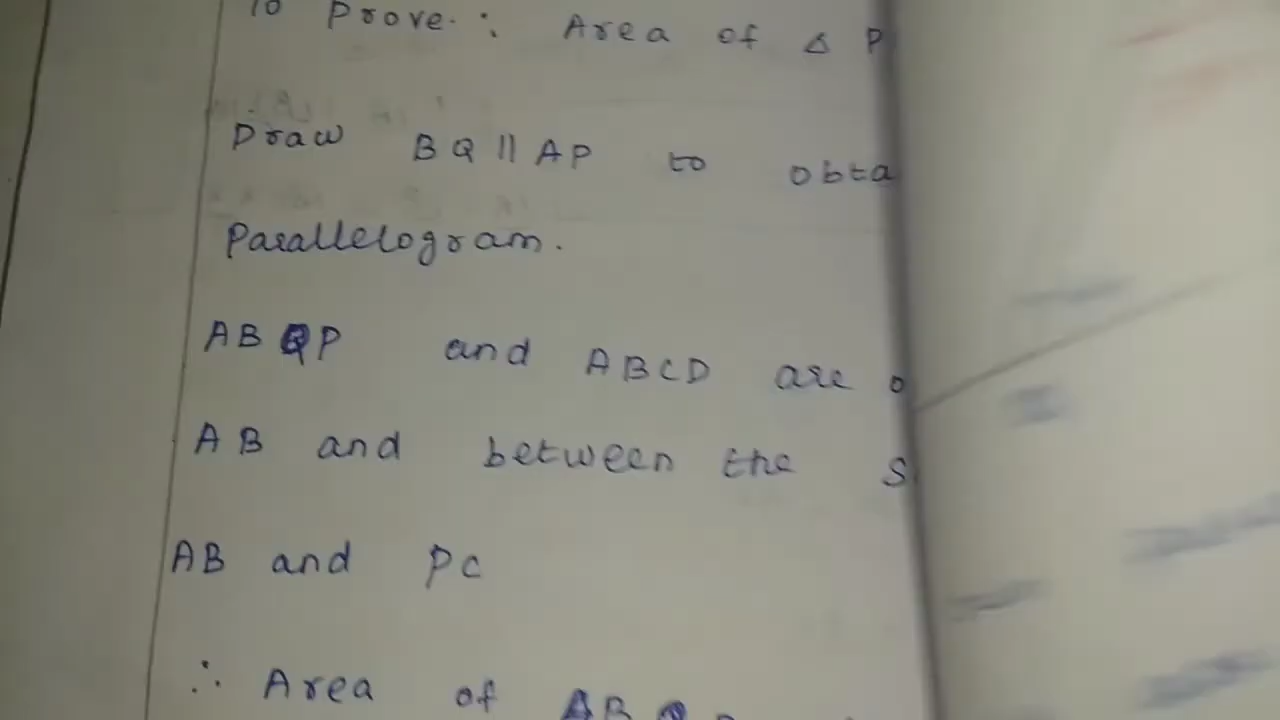 To Prove : Area of Δ P
Draw BQ || AP to obta
Parallelogram.
ABQP and ABCD are o
AB and between the S
AB and PC
∴ Area of ABQP